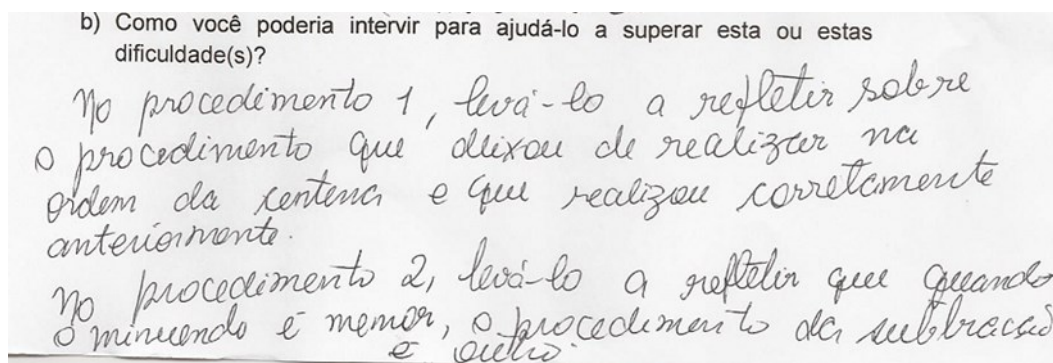 b) Como você poderia intervir para ajudá-lo a superar esta ou estas
dificuldade(s)?
No procedimento 1, levá-lo a refletir sobre
o procedimento que deixou de realizar na
ordem da centena e que realizou corretamente
anteriormente.
No procedimento 2, levá-lo a refletir que quando
o minuendo é menor, o procedimento da subtração
é outro.